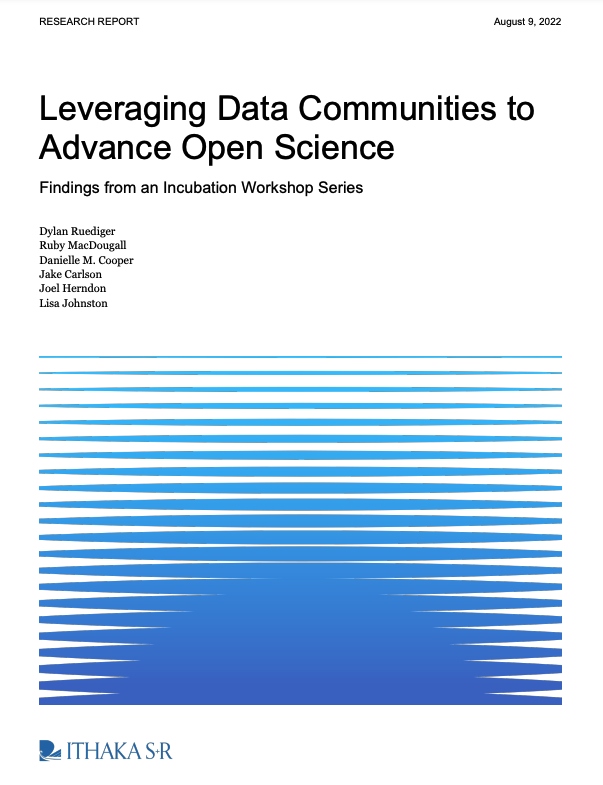 RESEARCH REPORT
August 9, 2022
Leveraging Data Communities to
Advance Open Science
Findings from an Incubation Workshop Series
Dylan Ruediger
Ruby MacDougall
Danielle M. Cooper
Jake Carlson
Joel Herndon
Lisa Johnston
ITHAKA S+R